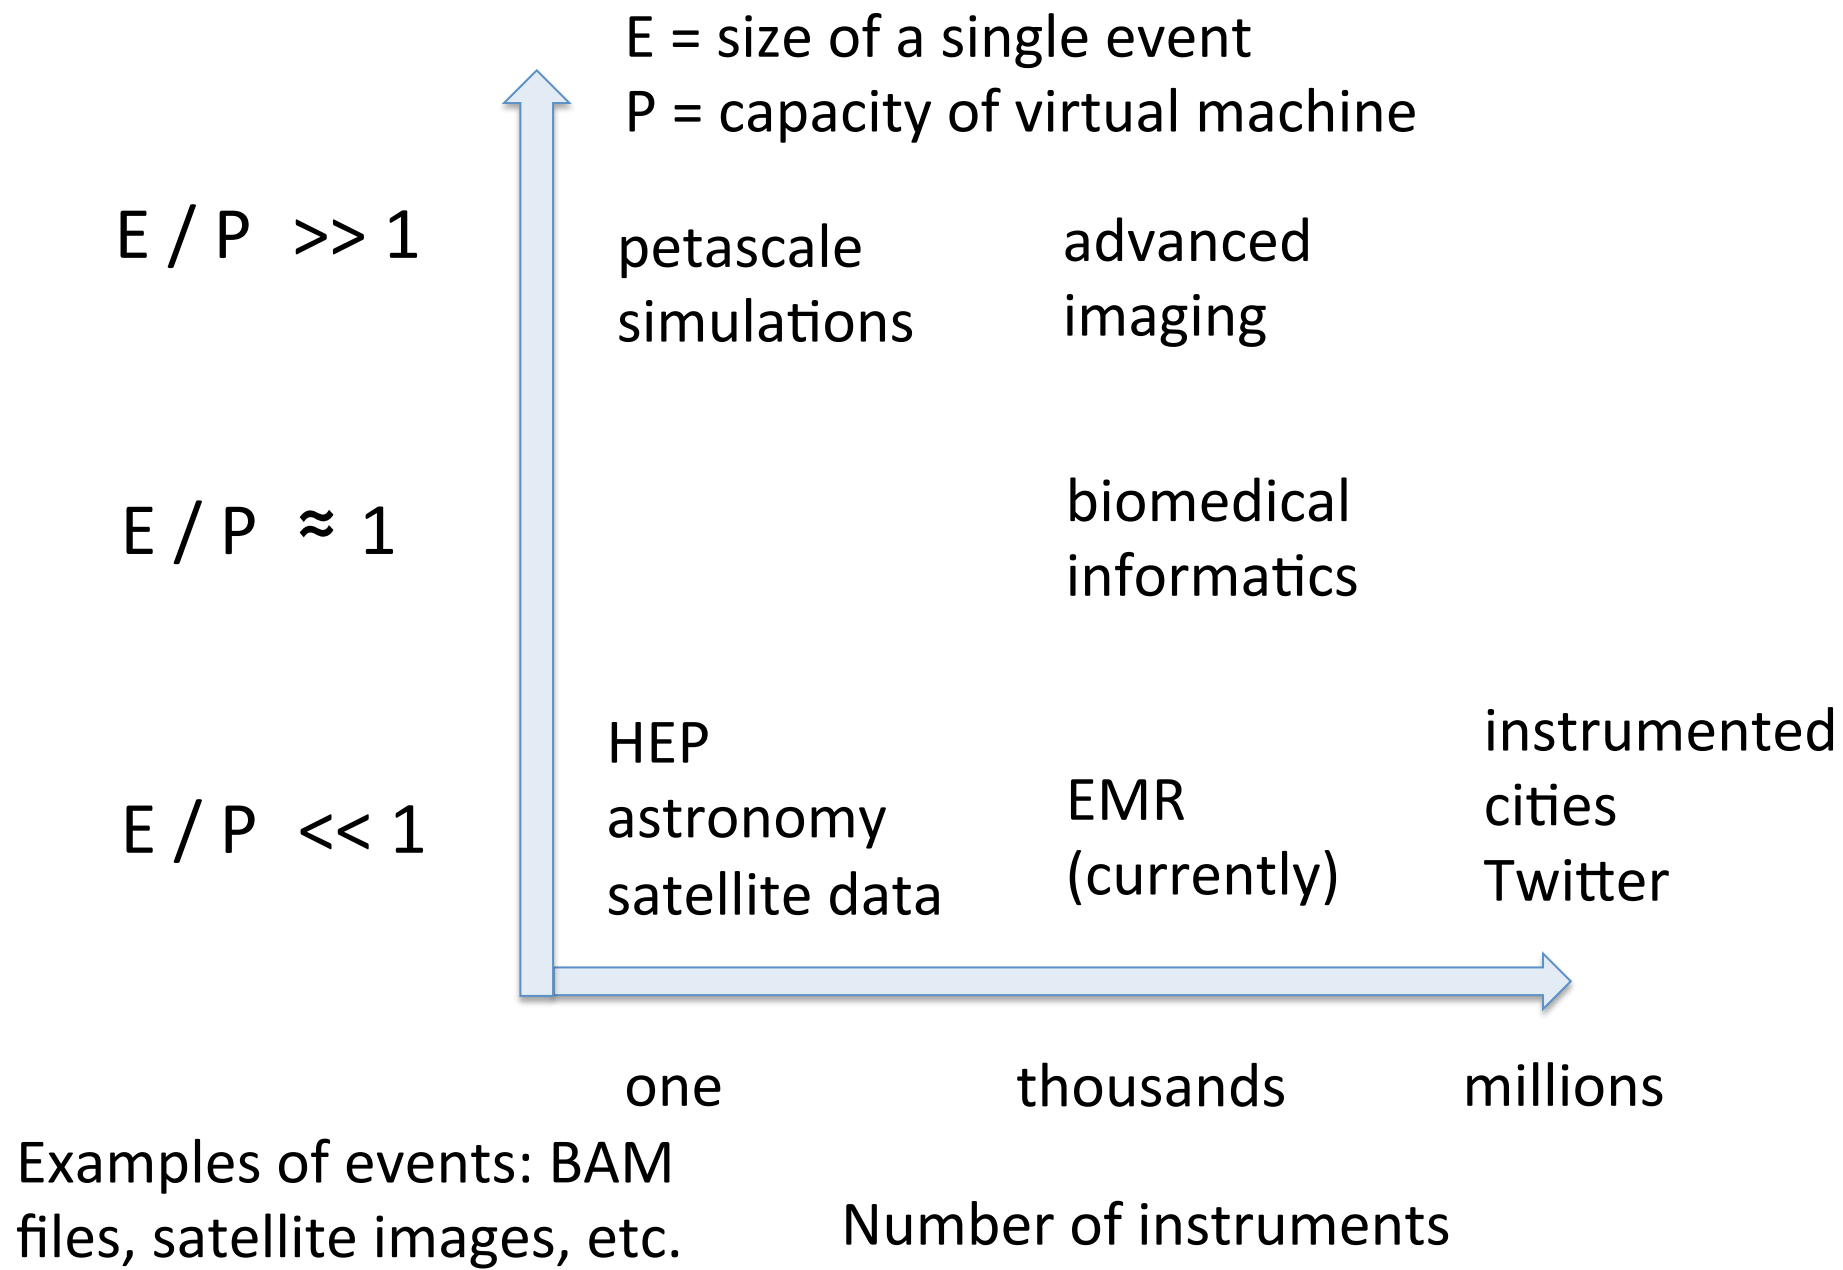 E = size of a single event
P = capacity of virtual machine
E / P >> 1
petascale
simulations
advanced
imaging
E / P ≈ 1
biomedical
informatics
E / P << 1
HEP
astronomy
satellite data
EMR
(currently)
instrumented
cities
Twitter
one
thousands
millions
Examples of events: BAM
files, satellite images, etc.
Number of instruments